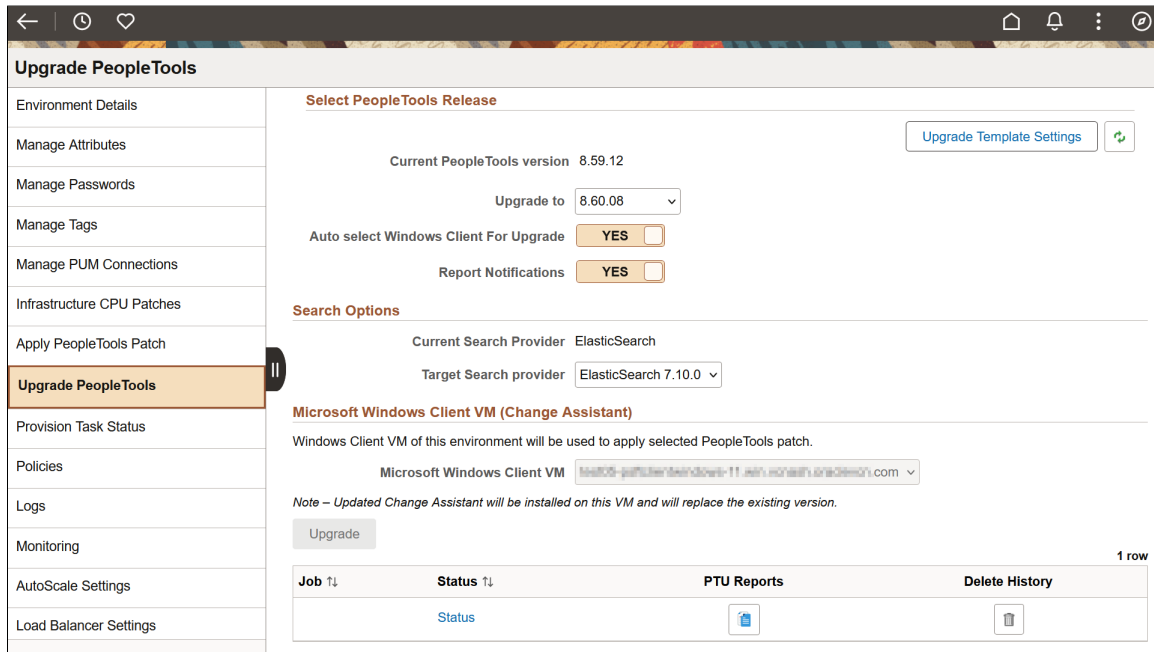 Upgrade PeopleTools
Environment Details
Manage Attributes
Manage Passwords
Manage Tags
Manage PUM Connections
Infrastructure CPU Patches
Apply PeopleTools Patch
Upgrade PeopleTools
Provision Task Status
Policies
Logs
Monitoring
AutoScale Settings
Load Balancer Settings
Select PeopleTools Release
Upgrade Template Settings
Current PeopleTools version 8.59.12
Upgrade to 8.60.08
Auto select Windows Client For Upgrade YES
Report Notifications YES
Search Options
Current Search Provider ElasticSearch
Target Search provider ElasticSearch 7.10.0
Microsoft Windows Client VM (Change Assistant)
Windows Client VM of this environment will be used to apply selected PeopleTools patch.
Microsoft Windows Client VM .com
Note – Updated Change Assistant will be installed on this VM and will replace the existing version.
Upgrade
1 row
Job Status PTU Reports Delete History
Status